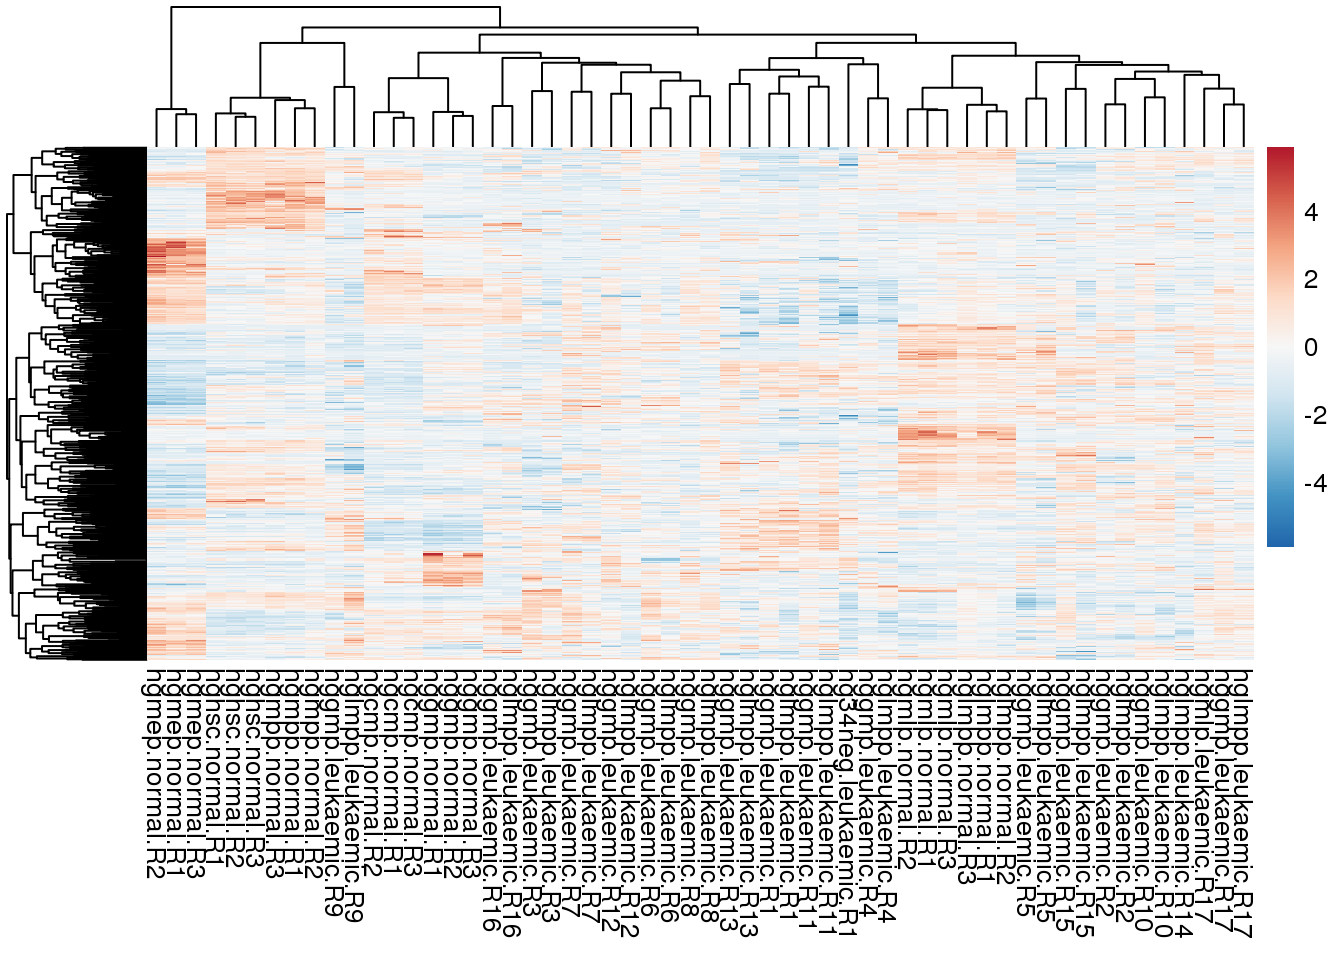 4
2
0
-2
-4
hgmep.normal.R2
hgmep.normal.R1
hgmep.normal.R3
hghsc.normal.R1
hghsc.normal.R2
hghsc.normal.R3
hgmpp.normal.R3
hgmpp.normal.R1
hgmpp.normal.R2
hggmp.leukaemic.R9
hglmpp.leukaemic.R9
hgcmp.normal.R2
hgcmp.normal.R1
hgcmp.normal.R3
hggmp.normal.R1
hggmp.normal.R2
hggmp.normal.R3
hggmp.leukaemic.R16
hglmpp.leukaemic.R16
hggmp.leukaemic.R3
hglmpp.leukaemic.R3
hggmp.leukaemic.R7
hglmpp.leukaemic.R7
hggmp.leukaemic.R12
hglmpp.leukaemic.R12
hggmp.leukaemic.R6
hglmpp.leukaemic.R6
hggmp.leukaemic.R8
hglmpp.leukaemic.R8
hggmp.leukaemic.R13
hglmpp.leukaemic.R13
hggmp.leukaemic.R1
hglmpp.leukaemic.R1
hggmp.leukaemic.R11
hglmpp.leukaemic.R11
hg34neg.leukaemic.R1
hggmp.leukaemic.R4
hglmpp.leukaemic.R4
hgmlp.normal.R2
hgmlp.normal.R1
hgmlp.normal.R3
hglmpp.normal.R3
hglmpp.normal.R1
hglmpp.normal.R2
hggmp.leukaemic.R5
hglmpp.leukaemic.R5
hggmp.leukaemic.R15
hglmpp.leukaemic.R15
hggmp.leukaemic.R2
hglmpp.leukaemic.R2
hggmp.leukaemic.R10
hglmpp.leukaemic.R10
hglmpp.leukaemic.R14
hgmlp.leukaemic.R17
hggmp.leukaemic.R17
hglmpp.leukaemic.R17